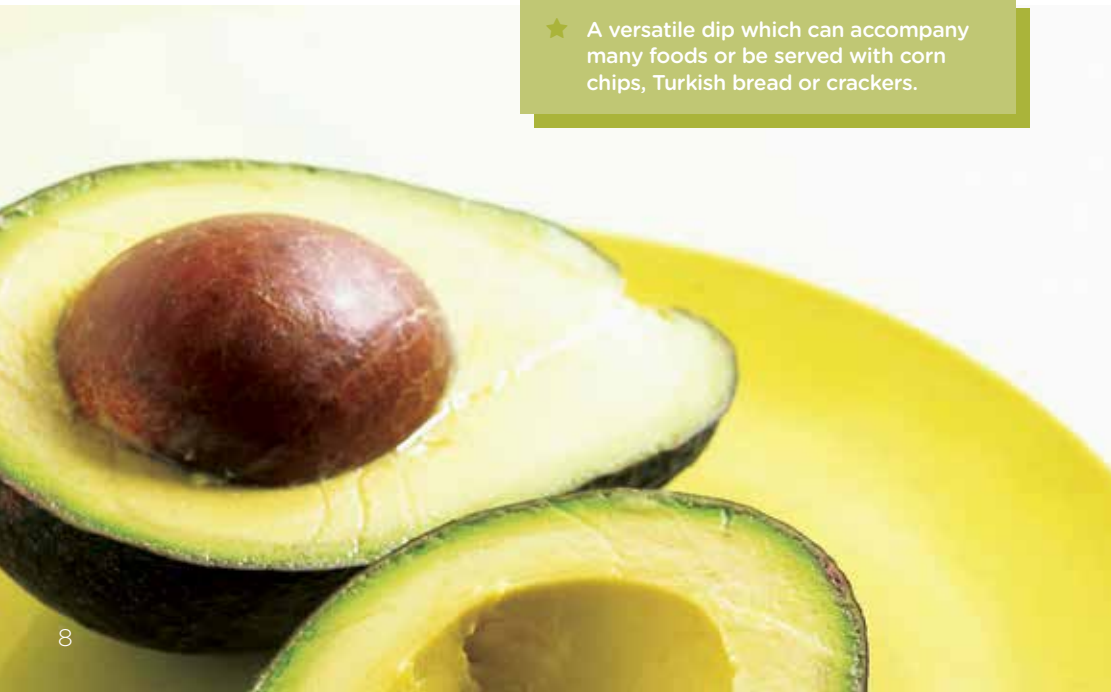 A versatile dip which can accompany
many foods or be served with corn
chips, Turkish bread or crackers.
8